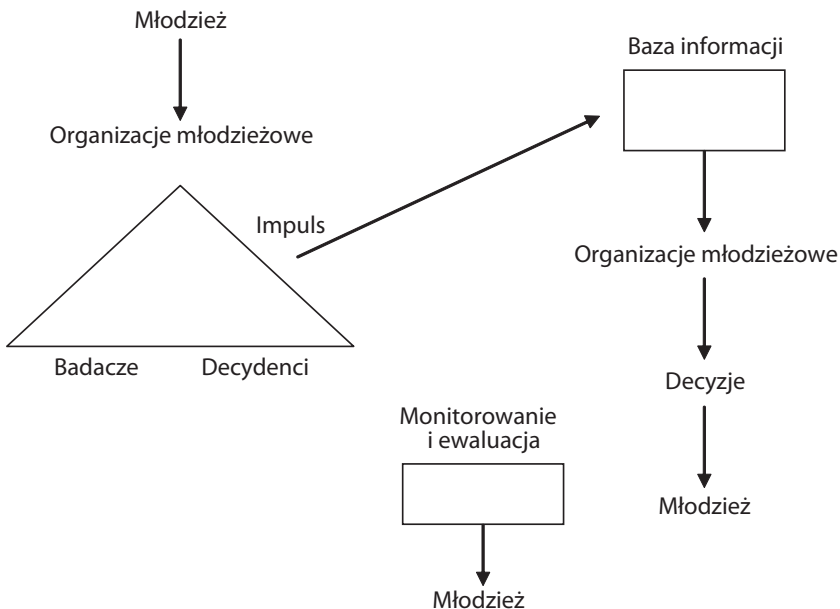 Młodzież
Organizacje młodzieżowe
Impuls
Badacze
Decydenci
Baza informacji
Organizacje młodzieżowe
Decyzje
Młodzież
Monitorowanie
i ewaluacja
Młodzież